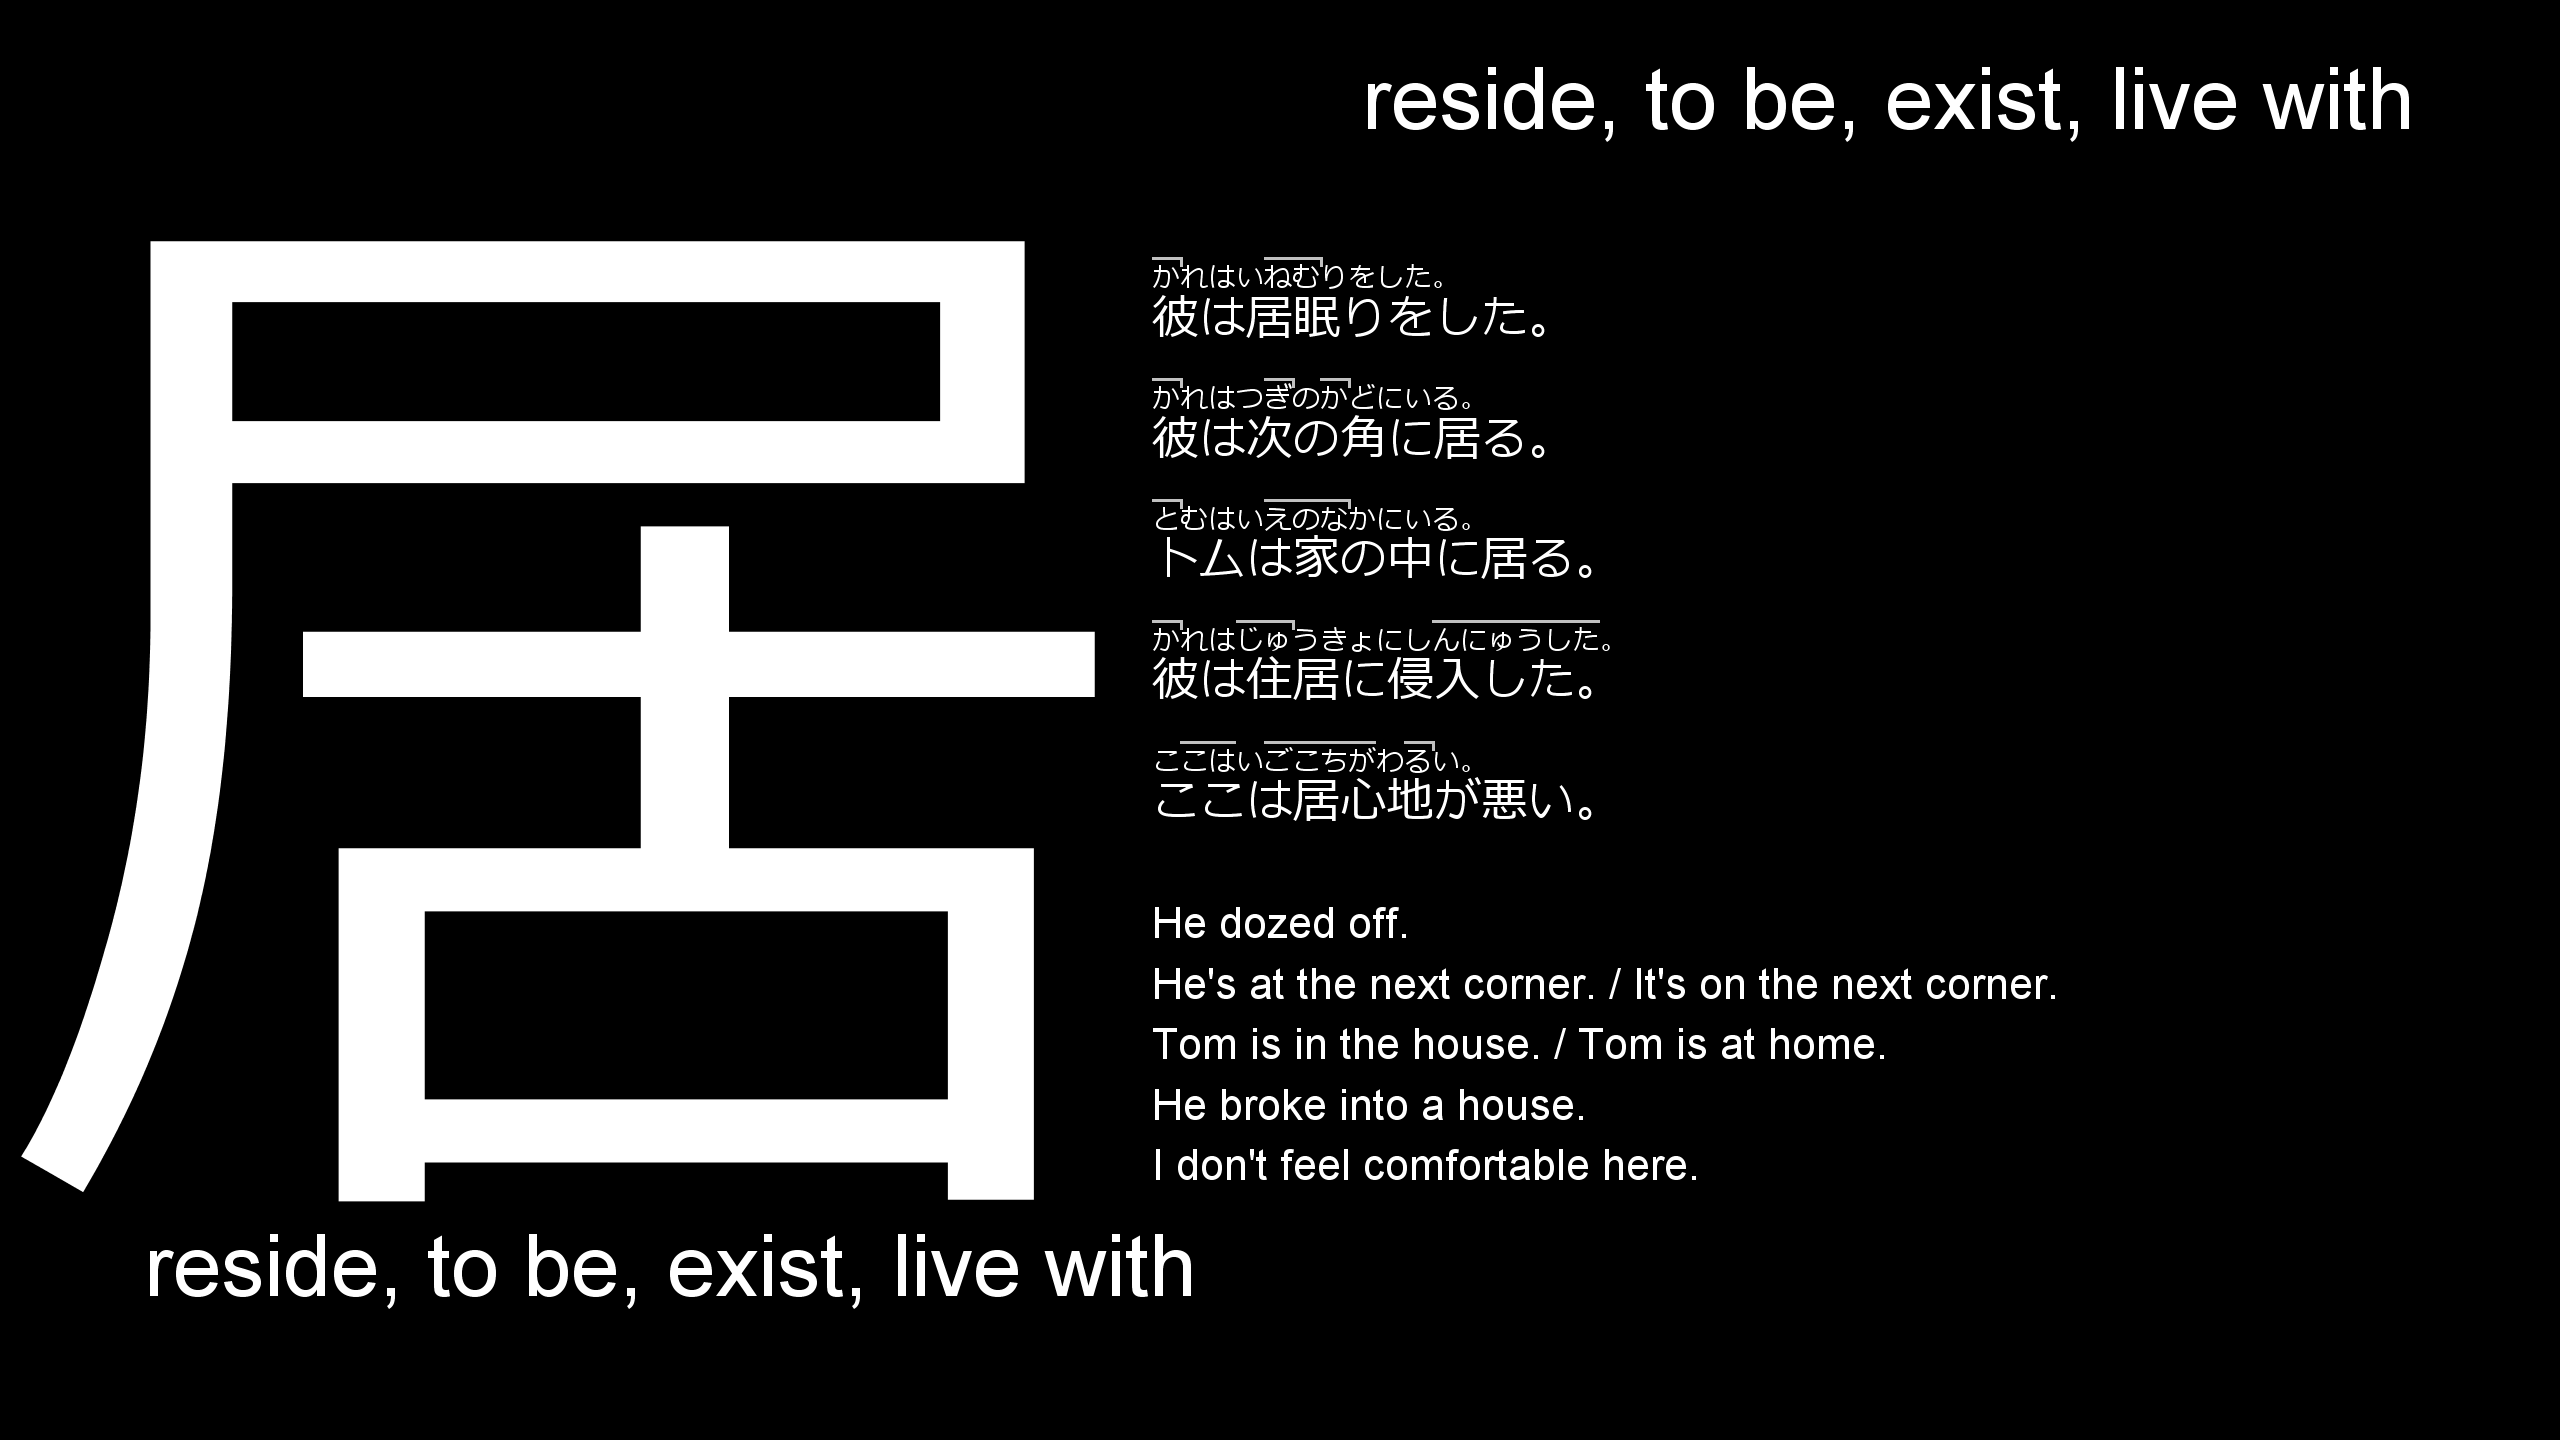 reside, to be, exist, live with
居
かれはいねむりをした。
彼は居眠りをした。
かれはつぎのかどにいる。
彼は次の角に居る。
とむはいえのなかにいる。
トムは家の中に居る。
かれはじゅうきょにしんにゅうした。
彼は住居に侵入した。
ここはいごこちがわるい。
ここは居心地が悪い。
He dozed off.
He's at the next corner. / It's on the next corner.
Tom is in the house. / Tom is at home.
He broke into a house.
I don't feel comfortable here.
reside, to be, exist, live with